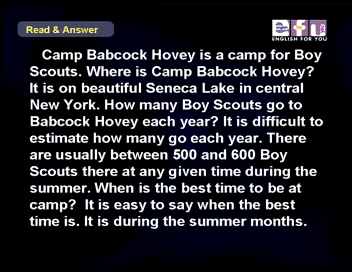 Read & Answer
efy
ENGLISH FOR YOU
Camp Babcock Hovey is a camp for Boy
Scouts. Where is Camp Babcock Hovey?
It is on beautiful Seneca Lake in central
New York. How many Boy Scouts go to
Babcock Hovey each year? It is difficult to
estimate how many go each year. There
are usually between 500 and 600 Boy
Scouts there at any given time during the
summer. When is the best time to be at
camp? It is easy to say when the best
time is. It is during the summer months.